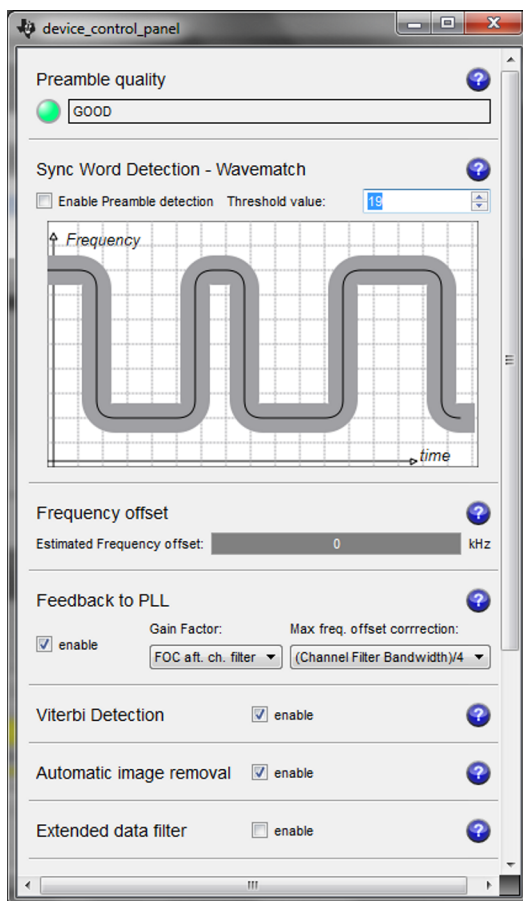 device_control_panel
Preamble quality
GOOD
Sync Word Detection - Wavematch
Enable Preamble detection Threshold value: 19
Frequency
time
Frequency offset
Estimated Frequency offset: 0 kHz
Feedback to PLL
Gain Factor: Max freq. offset corrrection:
enable
FOC aft. ch. filter (Channel Filter Bandwidth)/4
Viterbi Detection enable
Automatic image removal enable
Extended data filter enable